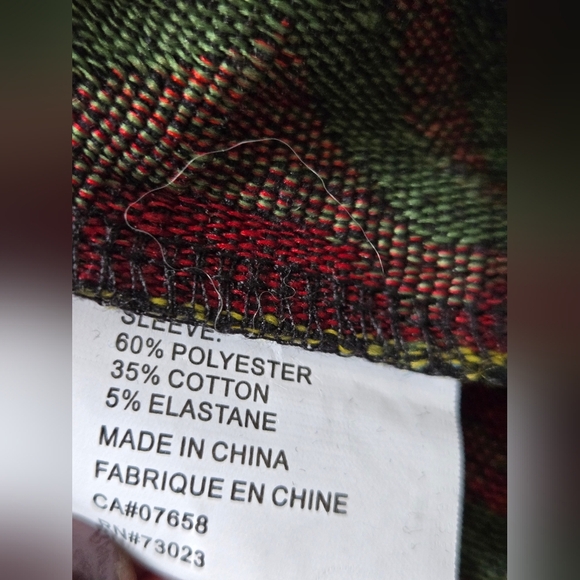 SLEEVE:
60% POLYESTER
35% COTTON
5% ELASTANE
MADE IN CHINA
FABRIQUE EN CHINE
CA#07658
RN#73023